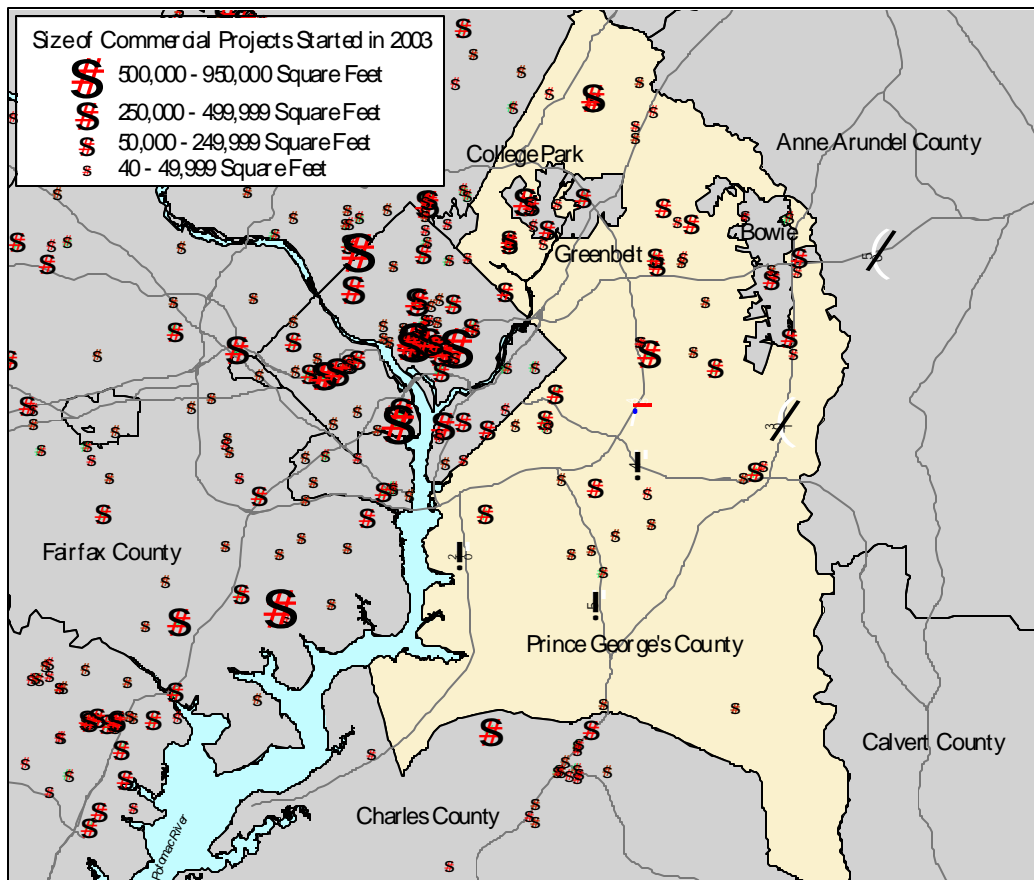 Size of Commercial Projects Started in 2003
500,000 - 950,000 Square Feet
250,000 - 499,999 Square Feet
50,000 - 249,999 Square Feet
40 - 49,999 Square Feet
Anne Arundel County
College Park
Bowie
Greenbelt
Fairfax County
Prince George's County
Calvert County
Charles County
Potomac River